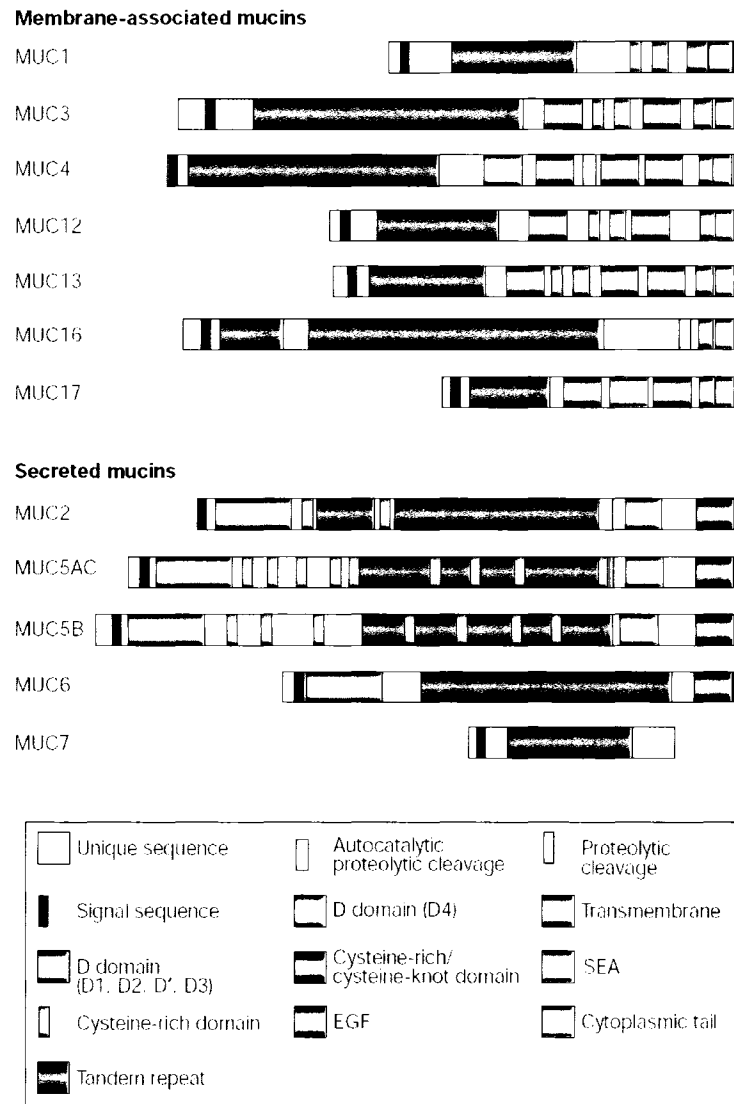 Membrane-associated mucins
MUC1
MUC3
MUC4
MUC12
MUC13
MUC16
MUC17
Secreted mucins
MUC2
MUC5AC
MUC5B
MUC6
MUC7
Unique sequence
Autocatalytic
proteolytic cleavage
Proteolytic
cleavage
Signal sequence
D domain (D4)
Transmembrane
D domain
(D1, D2, D', D3)
Cysteine-rich/
cysteine-knot domain
SEA
Cysteine-rich domain
EGF
Cytoplasmic tail
Tandem repeat